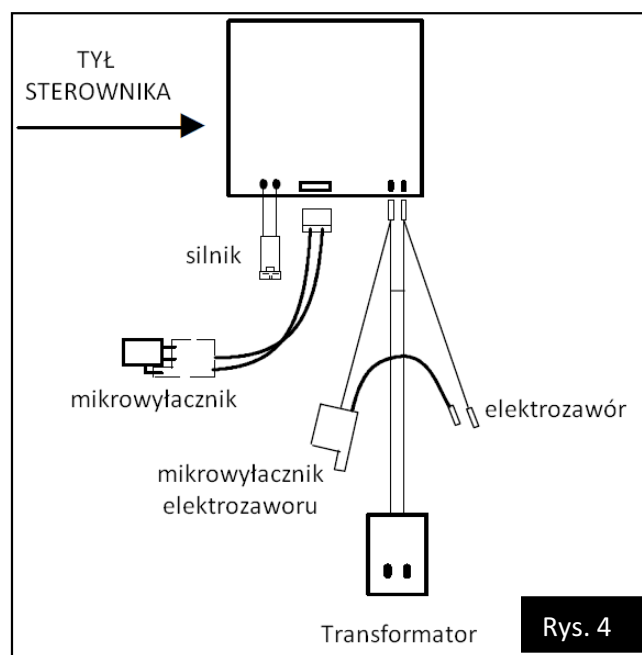 TYŁ
STEROWNIKA
silnik
mikrowyłacznik
elektrozawór
mikrowyłacznik
elektrozaworu
Transformator
Rys. 4